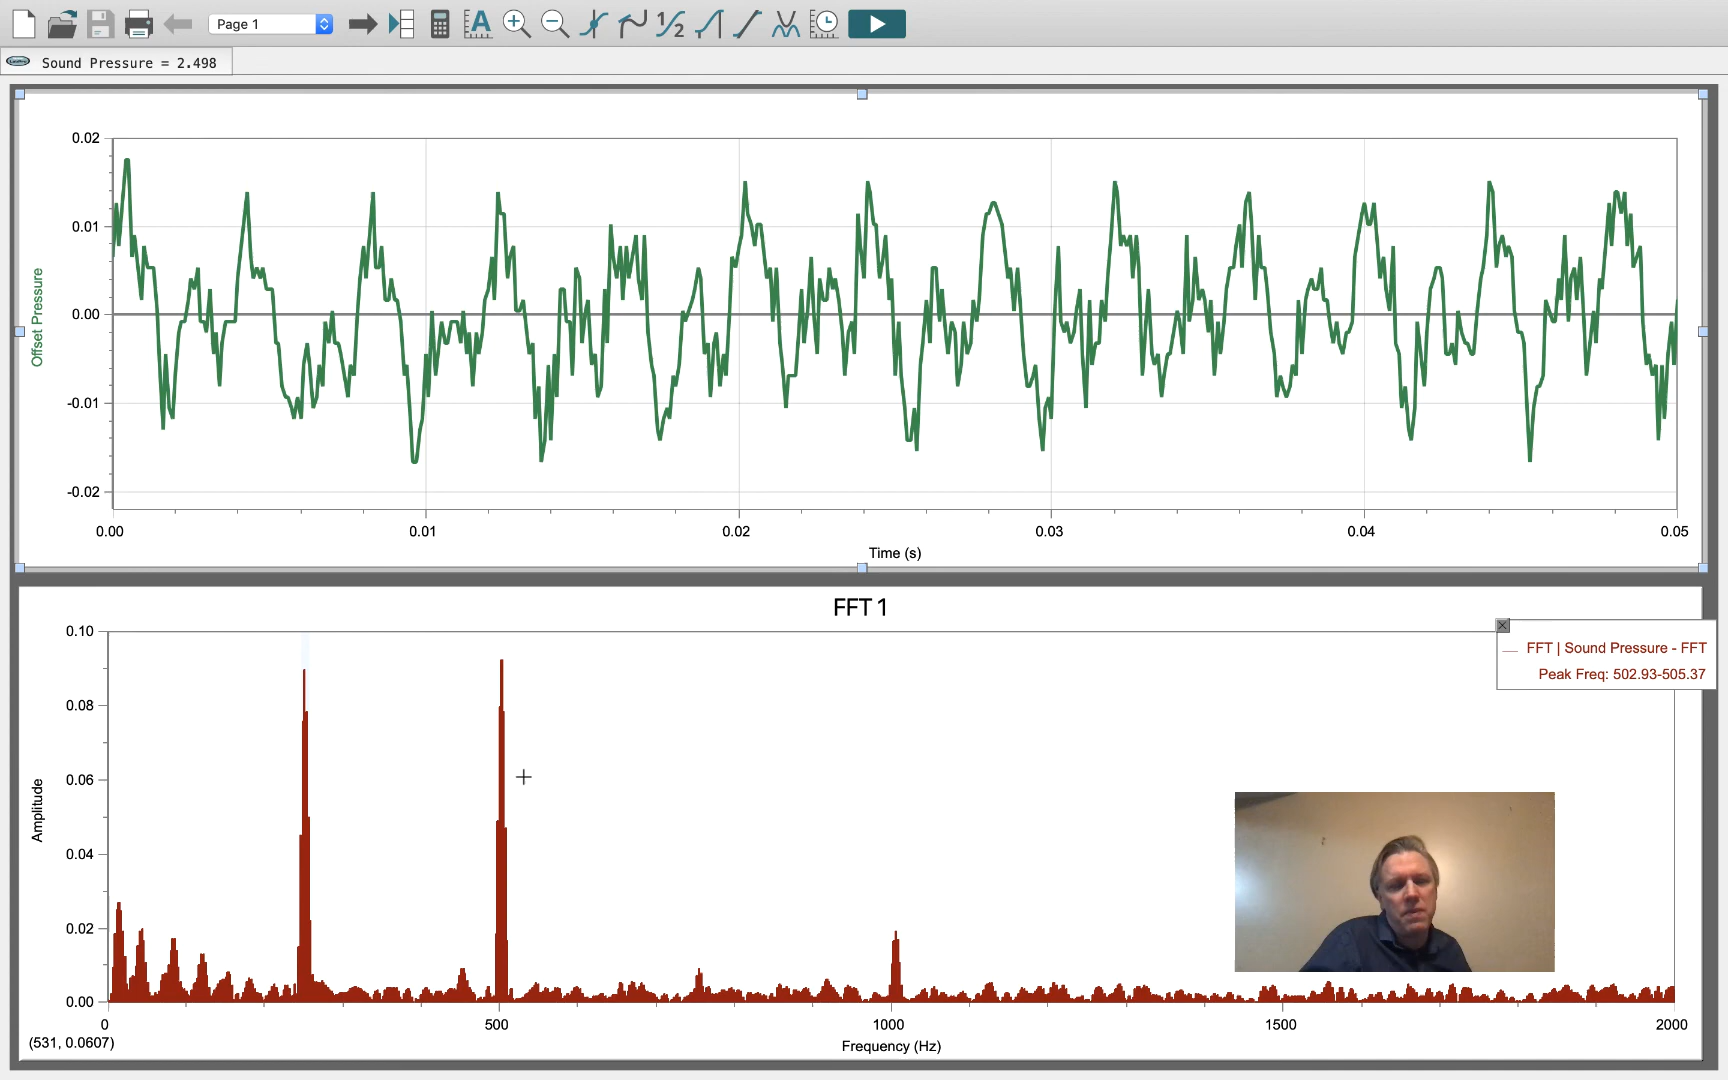 Page 1
A
1/2
Sound Pressure = 2.498
0.02
0.01
0.00
-0.01
-0.02
Offset Pressure
0.00 0.01 0.02 0.03 0.04 0.05
Time (s)
FFT 1
0.10
0.08
0.06
0.04
0.02
0.00
Amplitude
FFT | Sound Pressure - FFT
Peak Freq: 502.93-505.37
0 500 1000 1500 2000
(531, 0.0607)
Frequency (Hz)